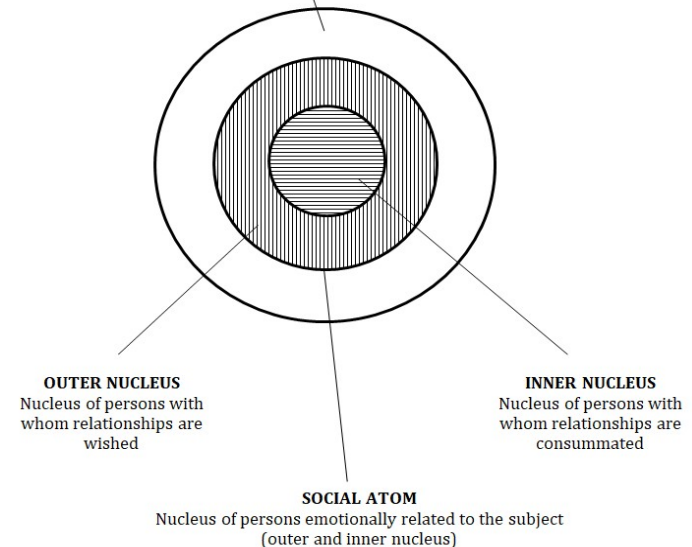 OUTER NUCLEUS
Nucleus of persons with
whom relationships are
wished
INNER NUCLEUS
Nucleus of persons with
whom relationships are
consummated
SOCIAL ATOM
Nucleus of persons emotionally related to the subject
(outer and inner nucleus)